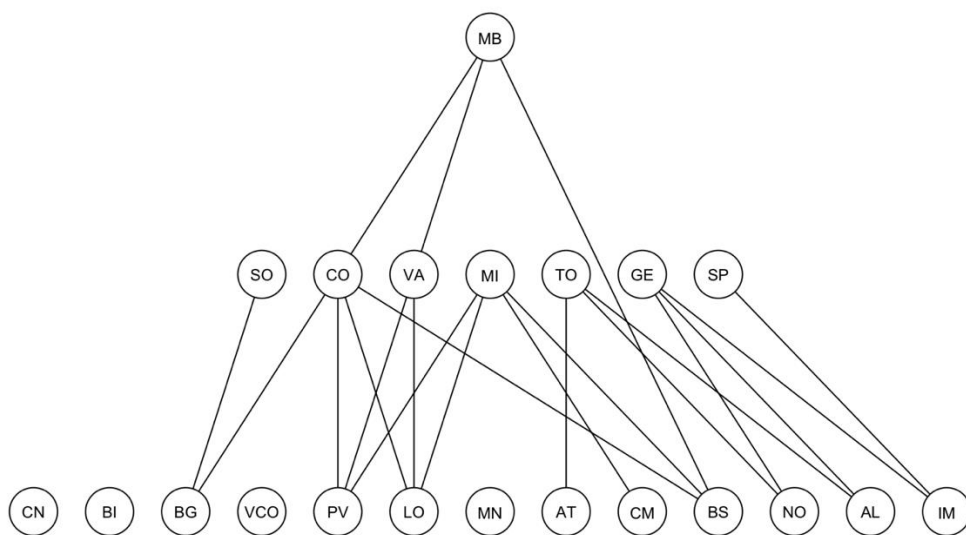 MB
SO CO VA MI TO GE SP
CN BI BG VCO PV LO MN AT CM BS NO AL IM